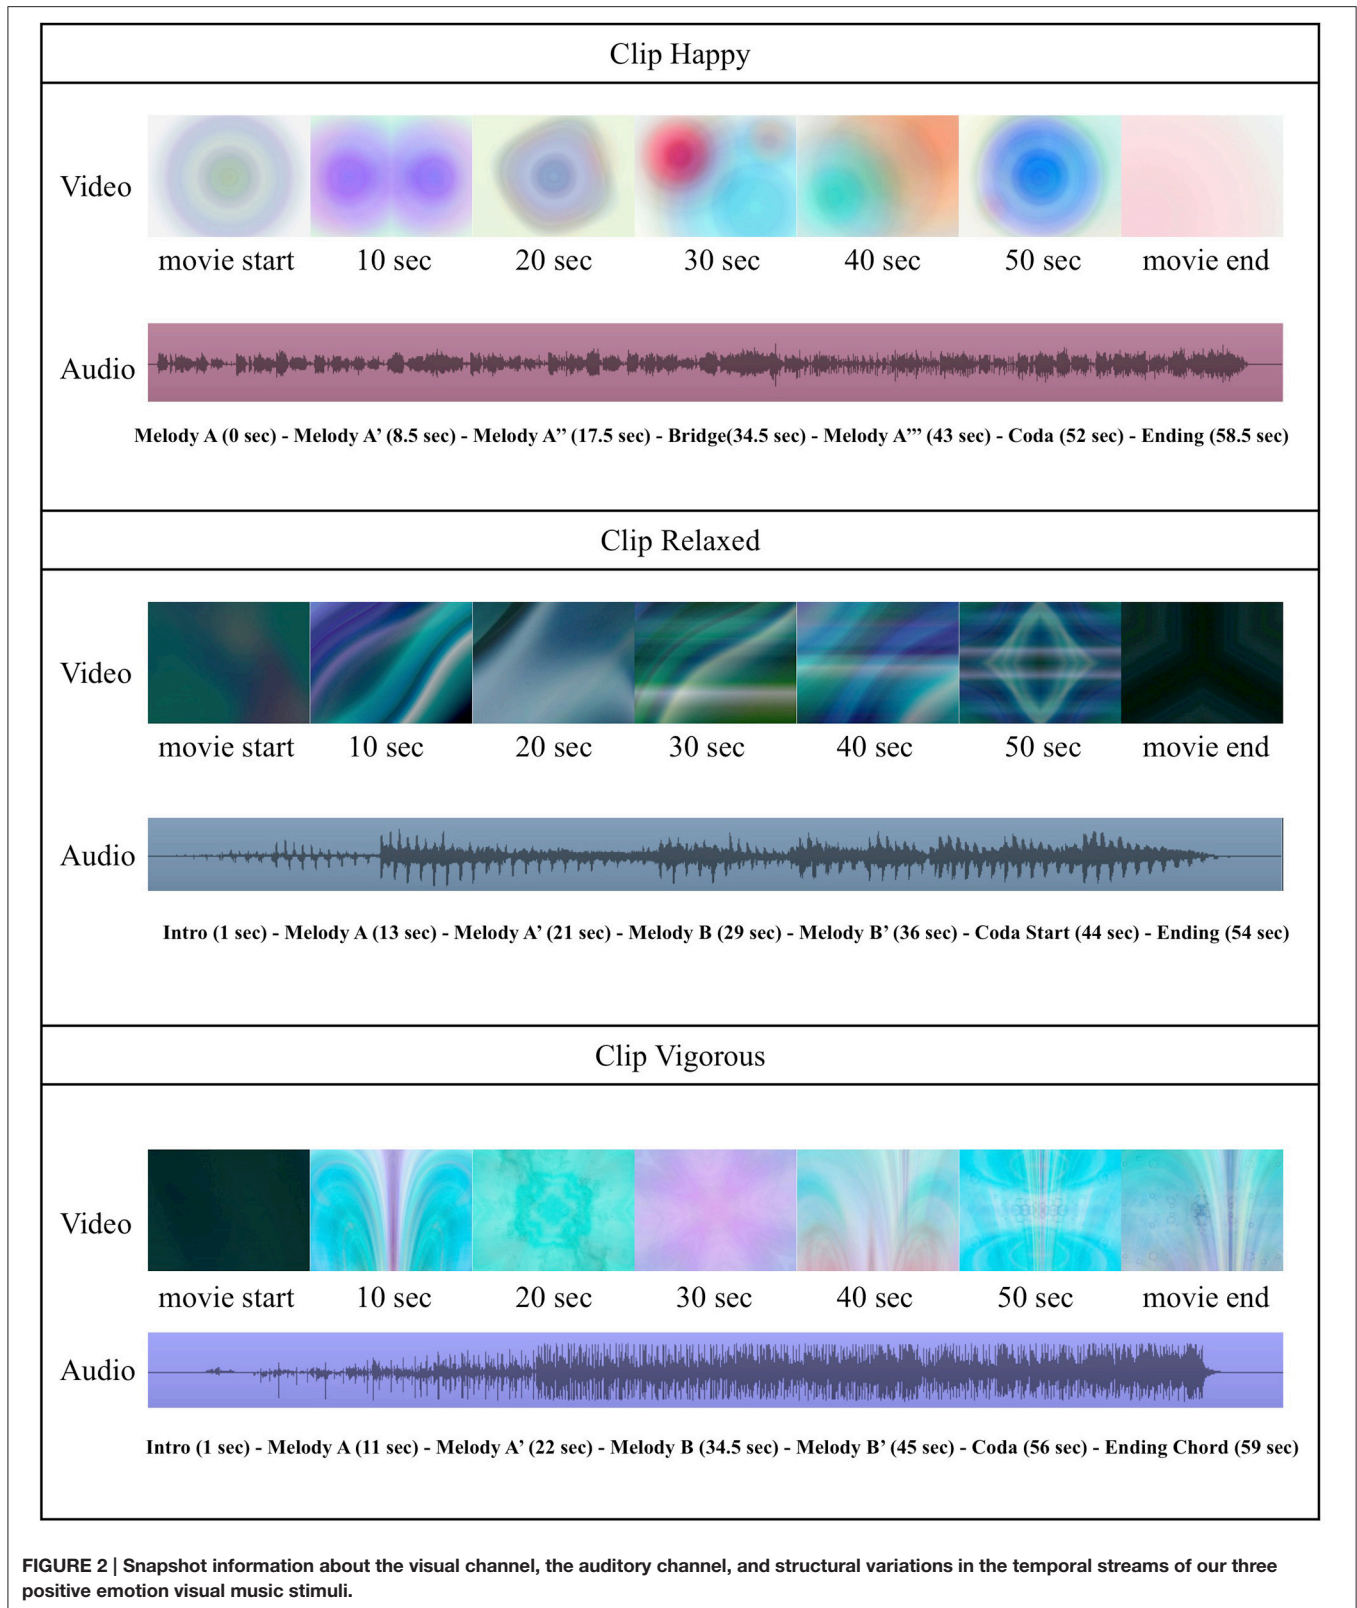 Clip Happy
Video
movie start 10 sec 20 sec 30 sec 40 sec 50 sec movie end
Audio
Melody A (0 sec) - Melody A’ (8.5 sec) - Melody A’’ (17.5 sec) - Bridge(34.5 sec) - Melody A’’’ (43 sec) - Coda (52 sec) - Ending (58.5 sec)
Clip Relaxed
Video
movie start 10 sec 20 sec 30 sec 40 sec 50 sec movie end
Audio
Intro (1 sec) - Melody A (13 sec) - Melody A’ (21 sec) - Melody B (29 sec) - Melody B’ (36 sec) - Coda Start (44 sec) - Ending (54 sec)
Clip Vigorous
Video
movie start 10 sec 20 sec 30 sec 40 sec 50 sec movie end
Audio
Intro (1 sec) - Melody A (11 sec) - Melody A’ (22 sec) - Melody B (34.5 sec) - Melody B’ (45 sec) - Coda (56 sec) - Ending Chord (59 sec)
FIGURE 2 | Snapshot information about the visual channel, the auditory channel, and structural variations in the temporal streams of our three
positive emotion visual music stimuli.